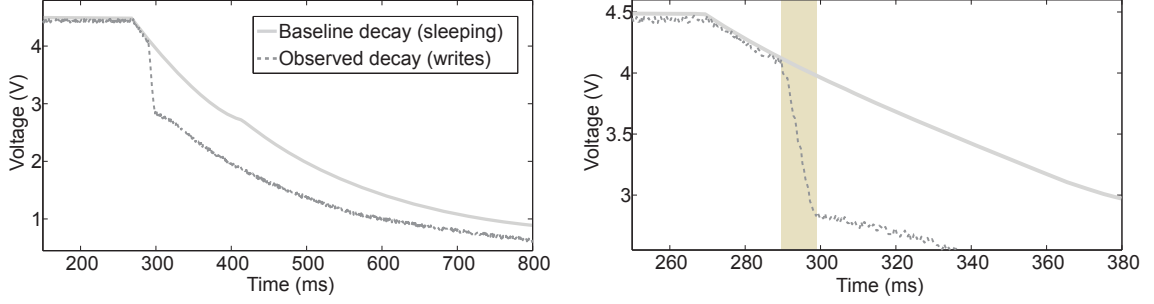 4
3
2
1
Voltage (V)
Baseline decay (sleeping)
Observed decay (writes)
200 300 400 500 600 700 800
Time (ms)
4.5
4
3.5
3
Voltage (V)
260 280 300 320 340 360 380
Time (ms)